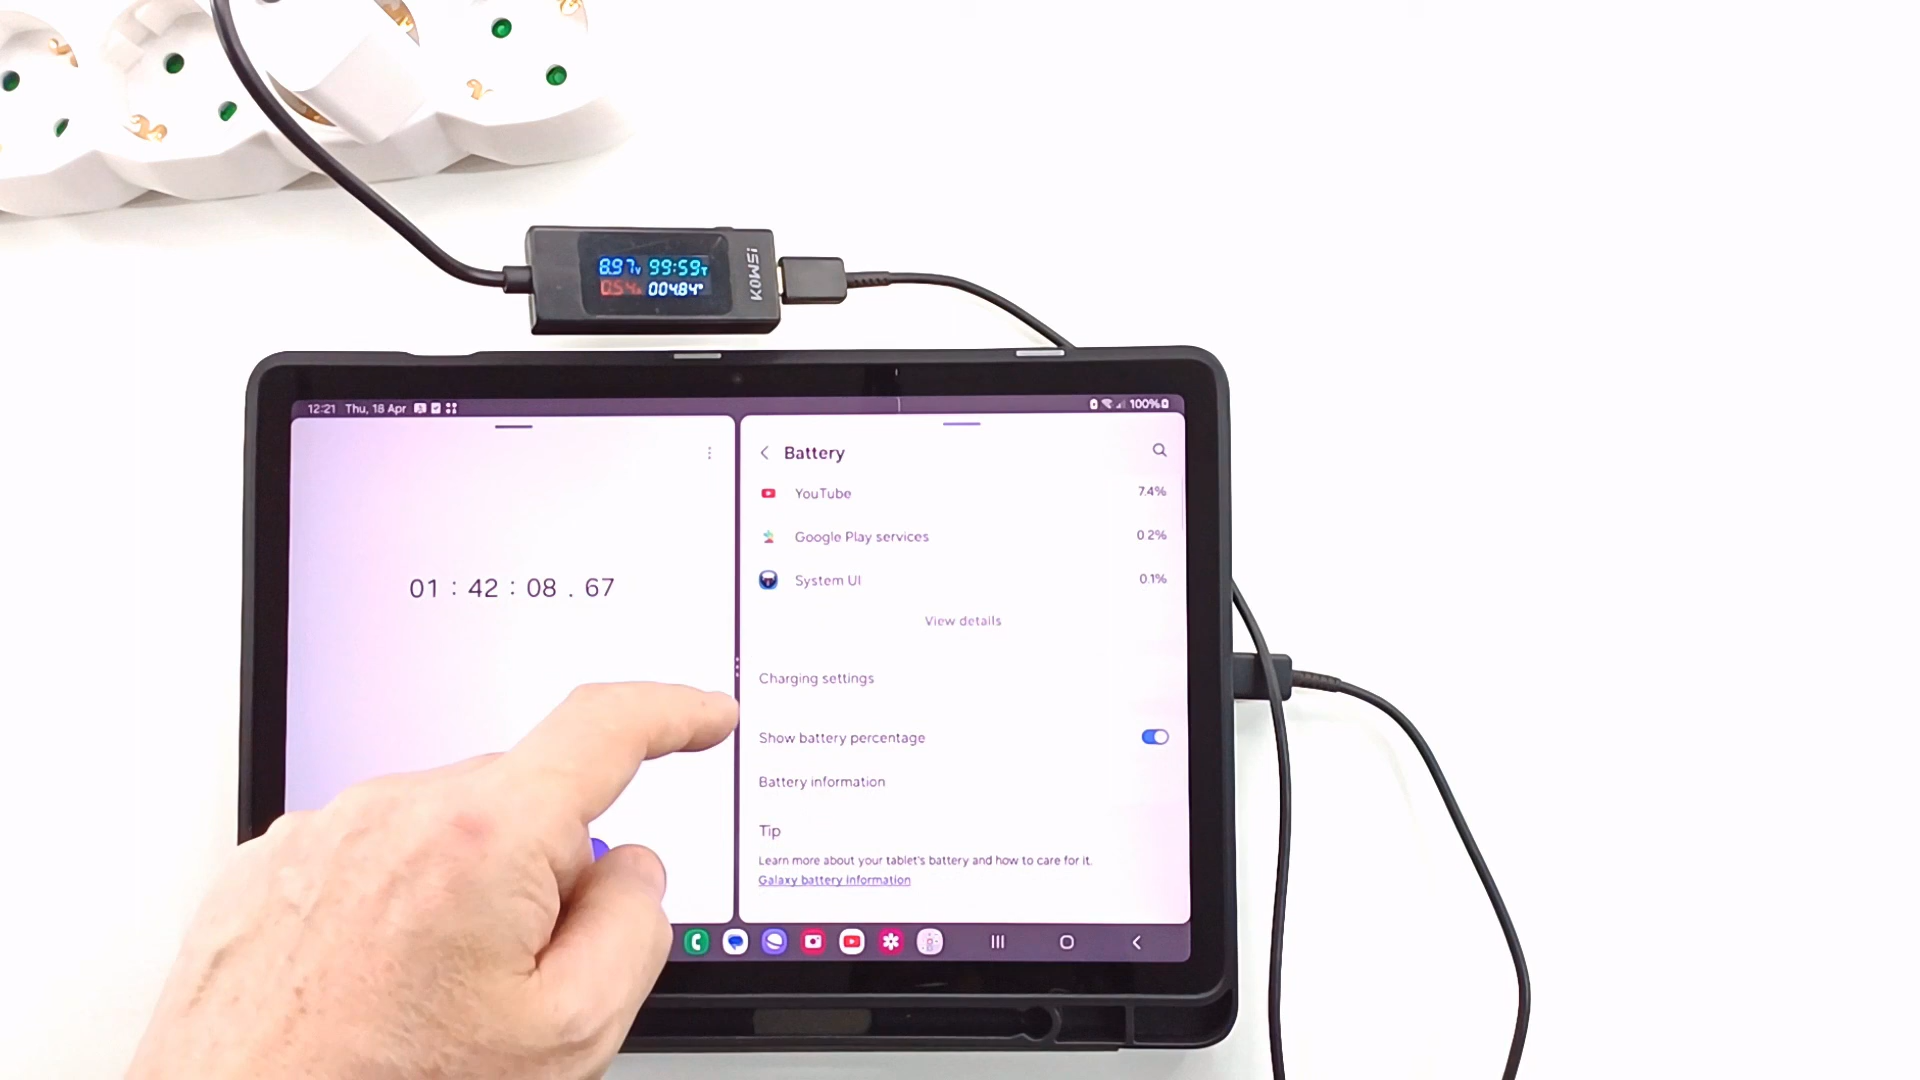 8.97v 99:59T
0.54A 00484°
KOWSI
12:21 Thu, 18 Apr
100%
Battery
YouTube 7.4%
Google Play services 0.2%
System UI 0.1%
View details
01 : 42 : 08 . 67
Charging settings
Show battery percentage
Battery information
Tip
Learn more about your tablet's battery and how to care for it.
Galaxy battery information